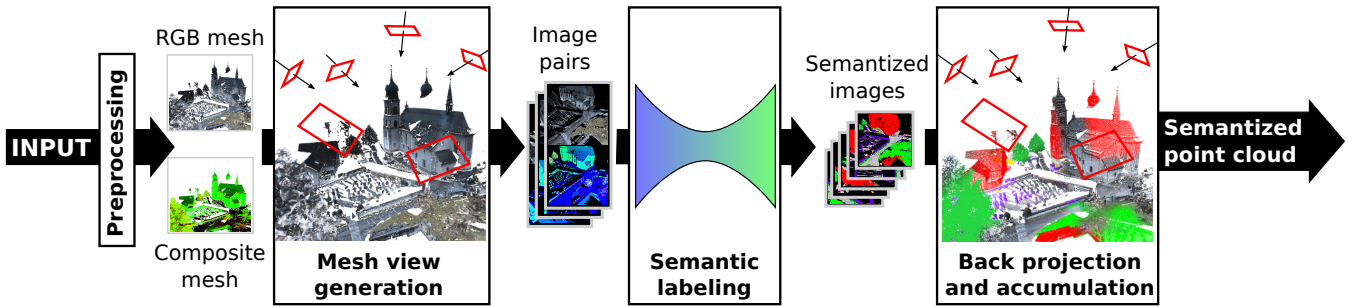 INPUT
Preprocessing
RGB mesh
Composite
mesh
Mesh view
generation
Image
pairs
Semantic
labeling
Semantized
images
Back projection
and accumulation
Semantized
point cloud